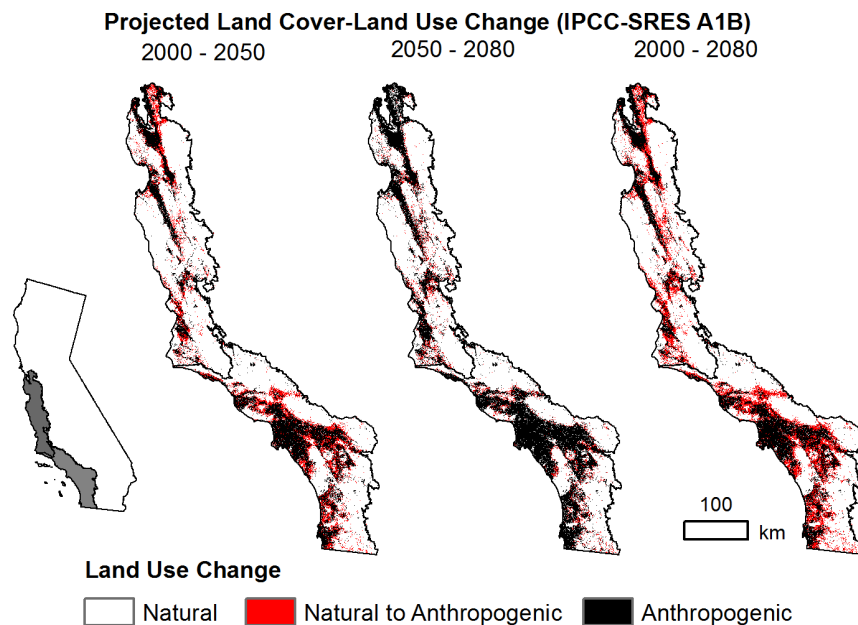 Projected Land Cover-Land Use Change (IPCC-SRES A1B)
2000 - 2050 2050 - 2080 2000 - 2080
100
km
Land Use Change
Natural Natural to Anthropogenic Anthropogenic